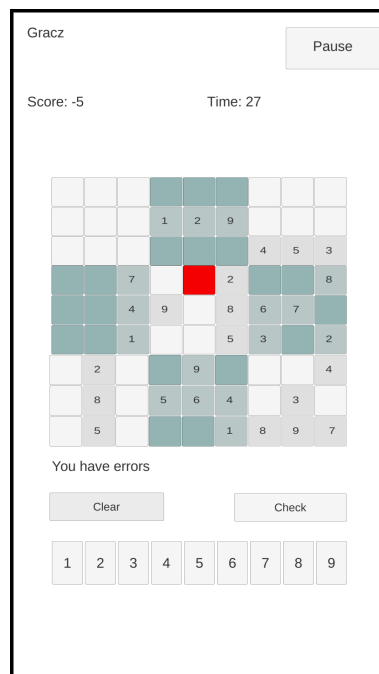 Gracz
Pause
Score: -5 Time: 27
1 2 9
4 5 3
7 2 8
4 9 8 6 7
1 5 3 2
2 9 4
8 5 6 4 3
5 1 8 9 7
You have errors
Clear Check
1 2 3 4 5 6 7 8 9